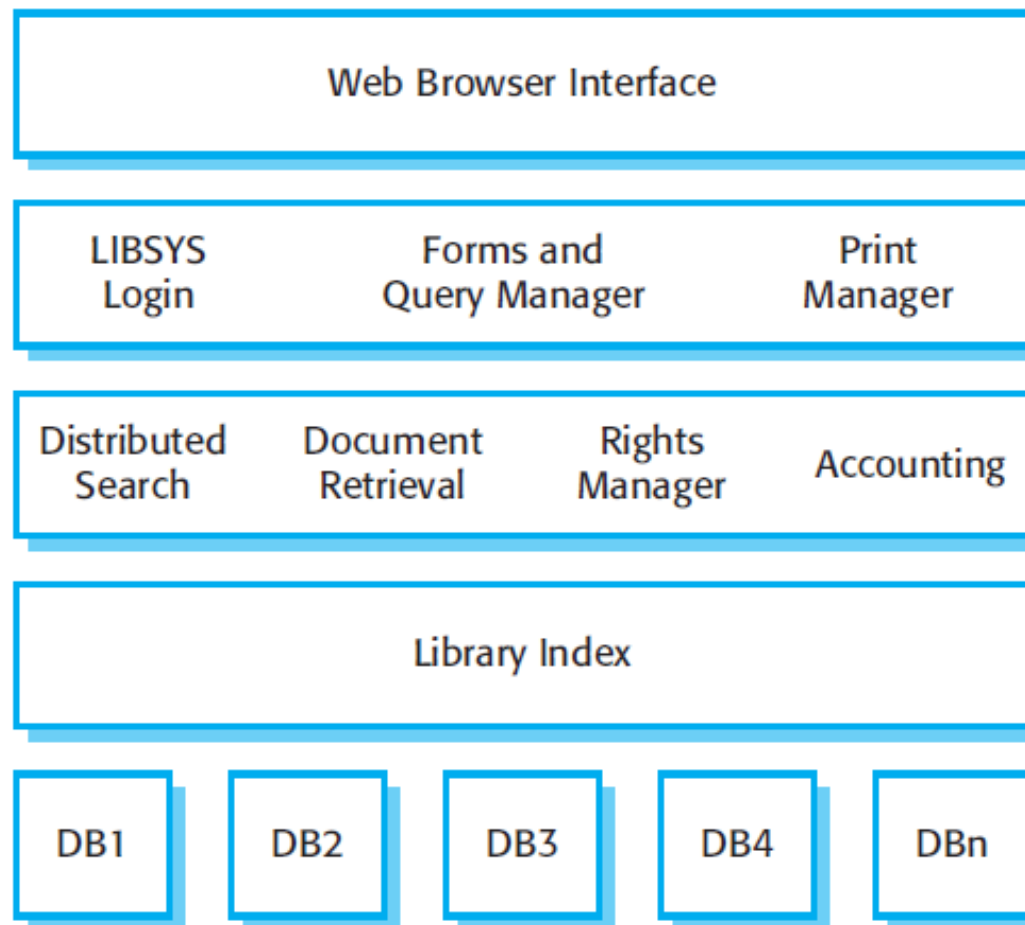 Web Browser Interface
LIBSYS
Login
Forms and
Query Manager
Print
Manager
Distributed
Search
Document
Retrieval
Rights
Manager
Accounting
Library Index
DB1
DB2
DB3
DB4
DBn